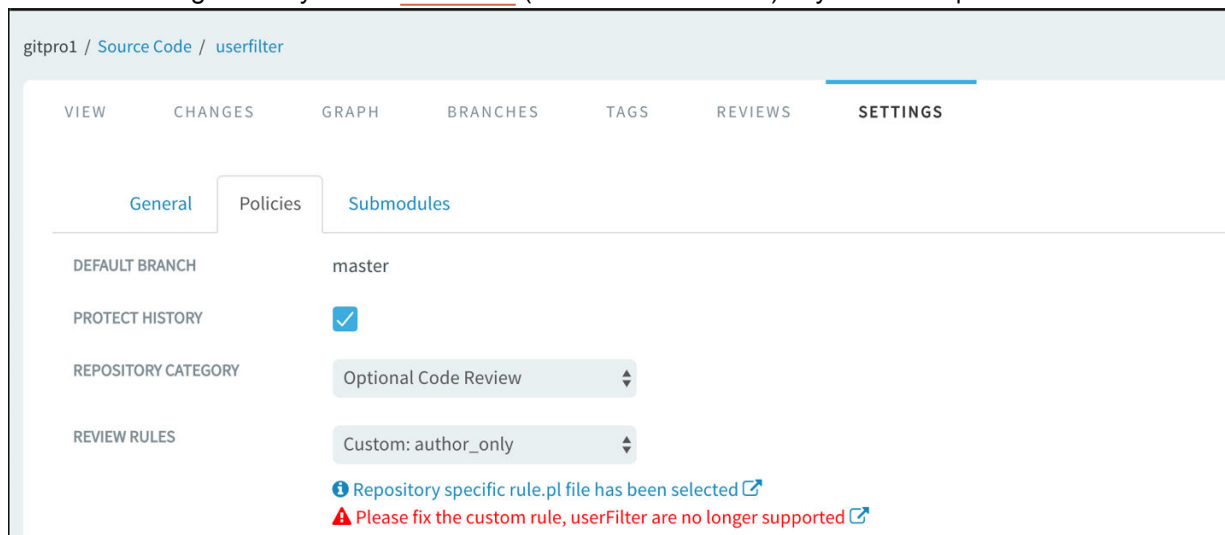 gitpro1 / Source Code / userfilter
VIEW CHANGES GRAPH BRANCHES TAGS REVIEWS SETTINGS
General Policies Submodules
DEFAULT BRANCH master
PROTECT HISTORY
REPOSITORY CATEGORY Optional Code Review
REVIEW RULES Custom: author_only
Repository specific rule.pl file has been selected
Please fix the custom rule, userFilter are no longer supported